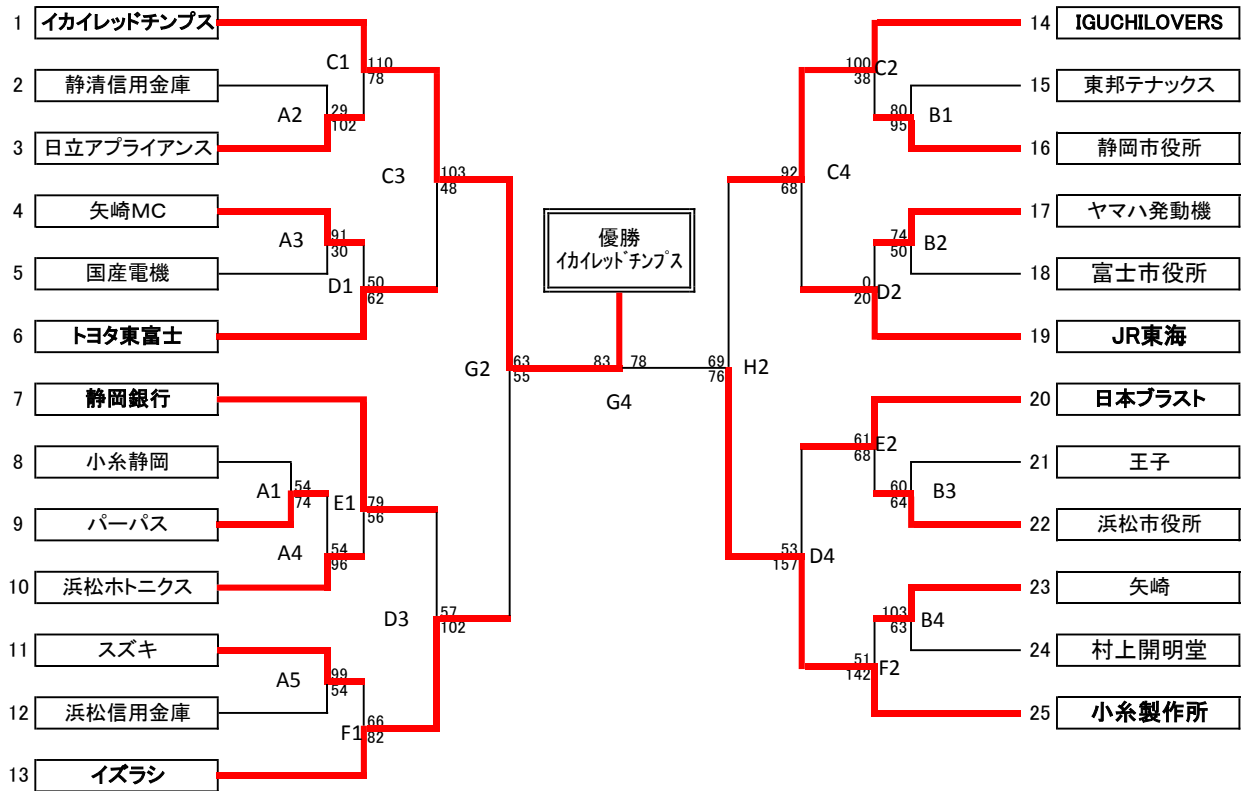 1 イカイレッドチンプス
C1
110
78
2 静清信用金庫
A2
29
102
3 日立アプライアンス
C3
103
48
4 矢崎MC
A3
91
30
5 国産電機
D1
50
62
6 トヨタ東富士
G2
63
55
7 静岡銀行
8 小糸静岡
A1
54
74
9 パーパス
E1
79
56
A4
54
96
10 浜松ホトニクス
D3
57
102
11 スズキ
A5
99
54
12 浜松信用金庫
F1
66
82
13 イズラシ
優勝
イカイレッドチンプス
83 78
G4
14 IGUCHILOVERS
100
38
C2
15 東邦テナックス
80
95
B1
16 静岡市役所
92
68
C4
17 ヤマハ発動機
74
50
B2
18 富士市役所
0
20
D2
19 JR東海
69
76
H2
20 日本ブラスト
61
68
E2
21 王子
60
64
B3
22 浜松市役所
53
157
D4
23 矢崎
103
63
B4
24 村上開明堂
51
142
F2
25 小糸製作所